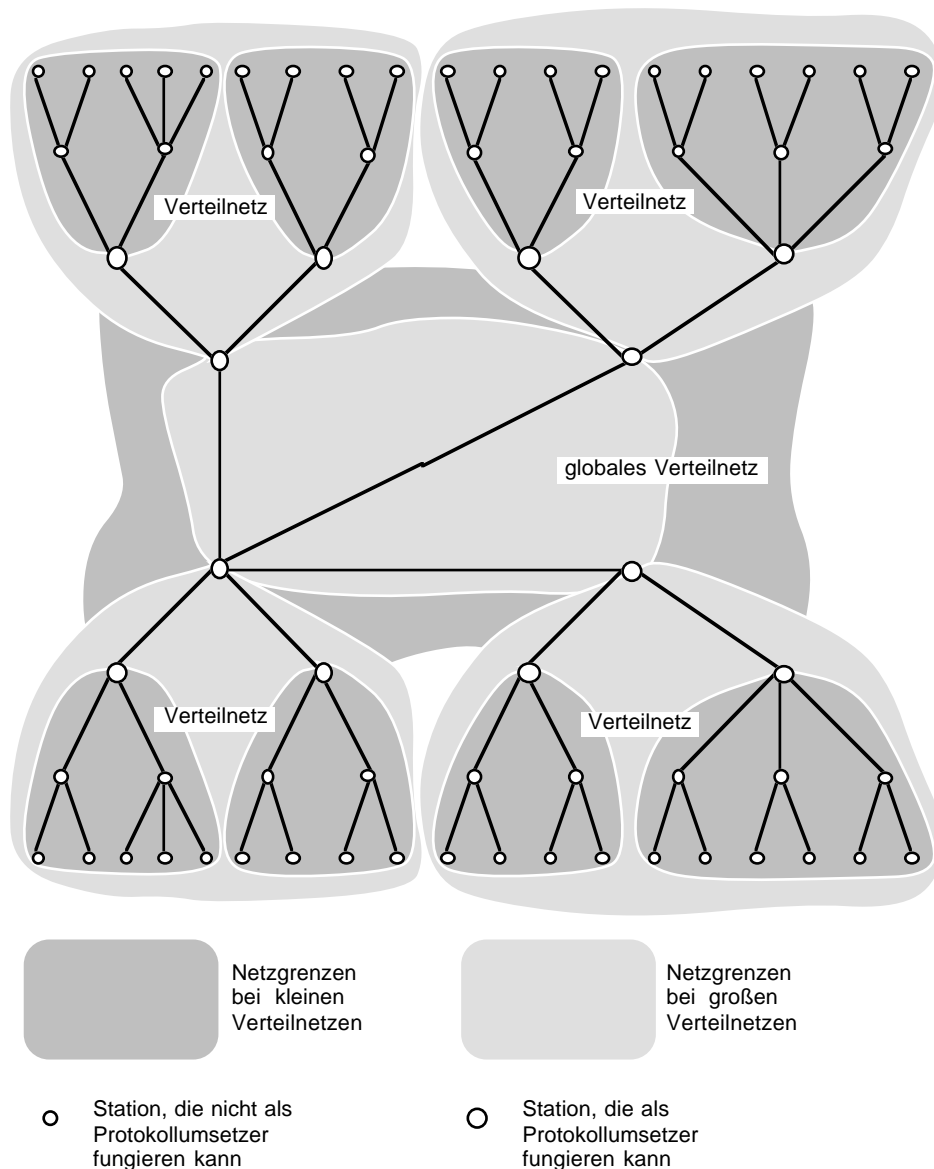 Verteilnetz
Verteilnetz
globales Verteilnetz
Verteilnetz
Verteilnetz
Netzgrenzen
bei kleinen
Verteilnetzen
Netzgrenzen
bei großen
Verteilnetzen
Station, die nicht als
Protokollumsetzer
fungieren kann
Station, die als
Protokollumsetzer
fungieren kann